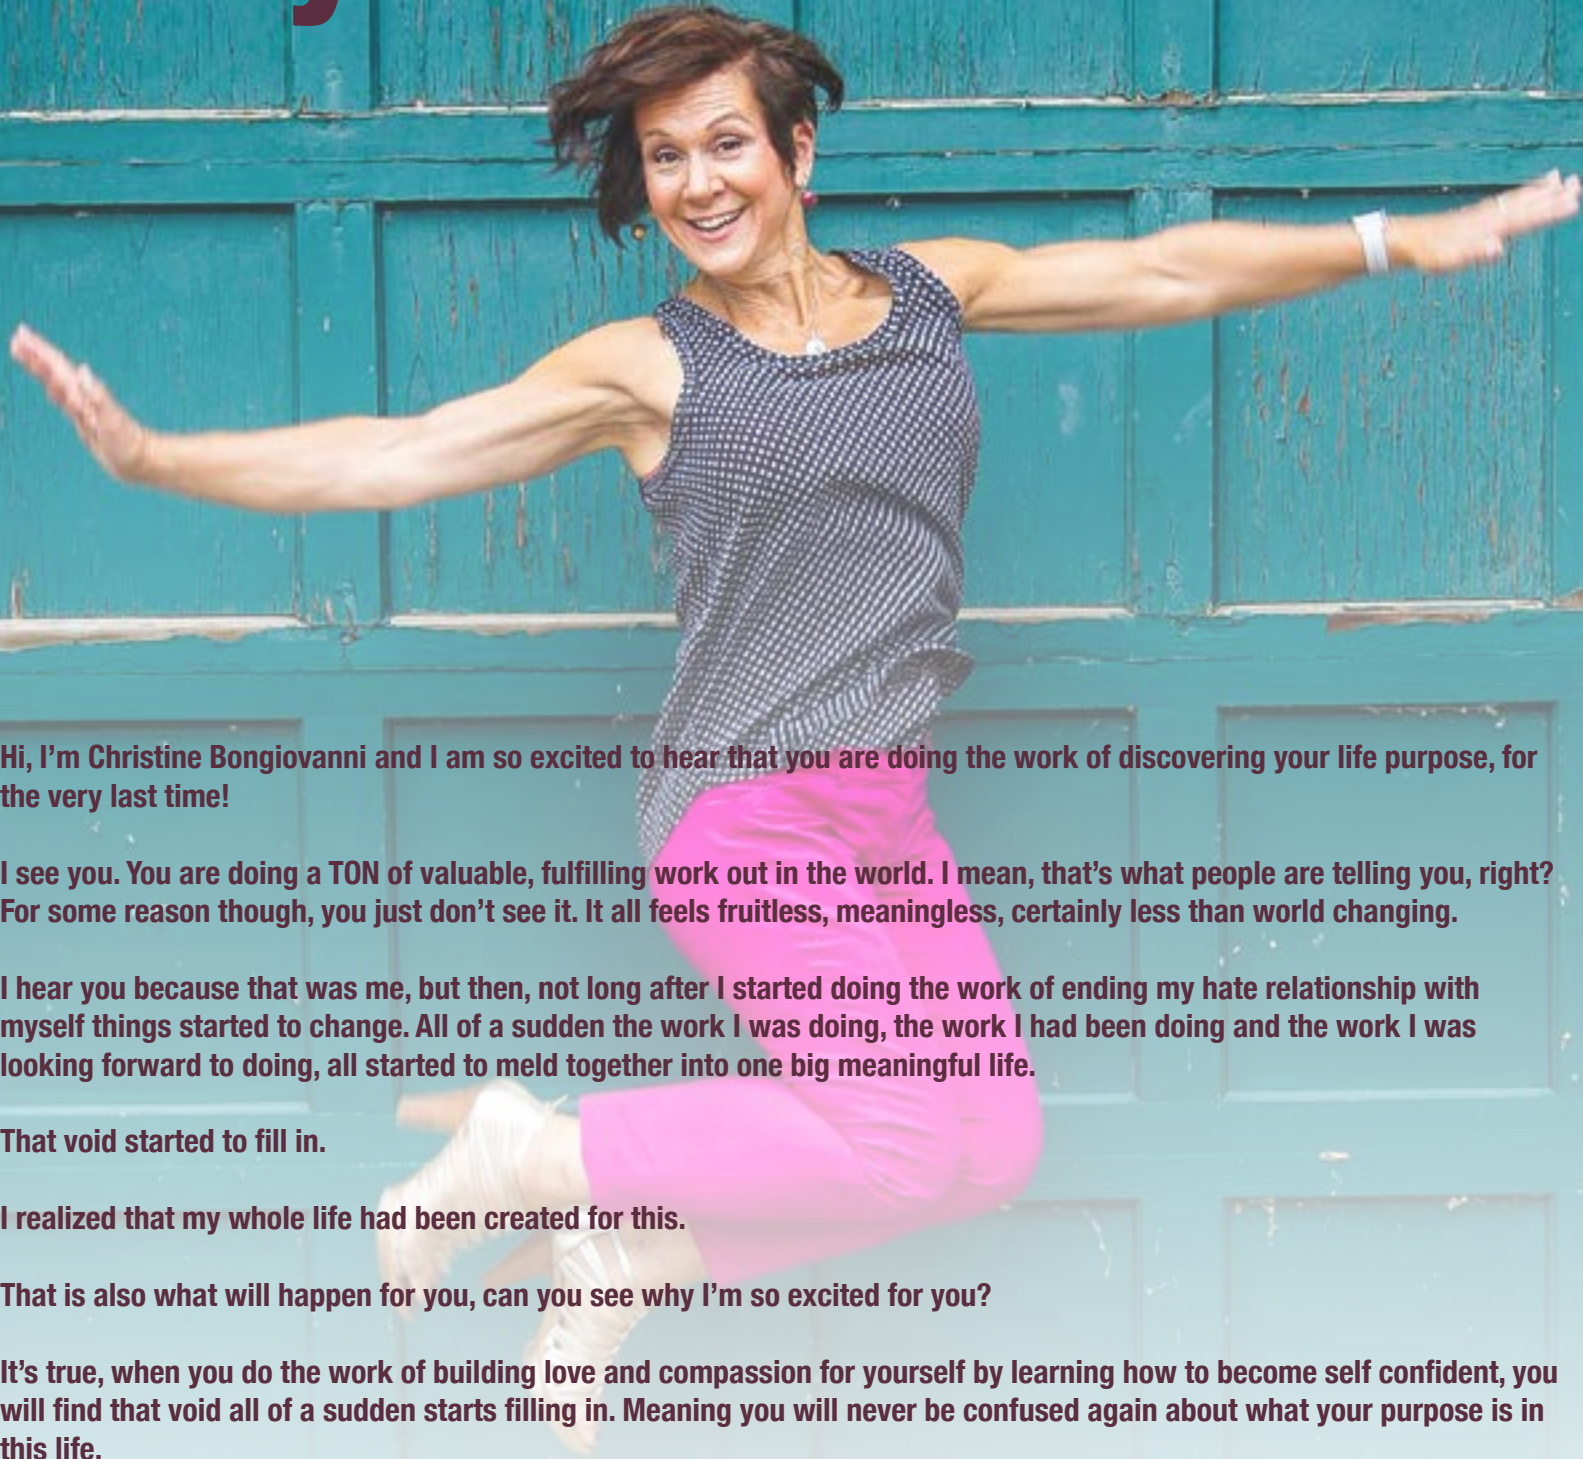 Hi, I’m Christine Bongiovanni and I am so excited to hear that you are doing the work of discovering your life purpose, for
the very last time!
I see you. You are doing a TON of valuable, fulfilling work out in the world. I mean, that’s what people are telling you, right?
For some reason though, you just don’t see it. It all feels fruitless, meaningless, certainly less than world changing.
I hear you because that was me, but then, not long after I started doing the work of ending my hate relationship with
myself things started to change. All of a sudden the work I was doing, the work I had been doing and the work I was
looking forward to doing, all started to meld together into one big meaningful life.
That void started to fill in.
I realized that my whole life had been created for this.
That is also what will happen for you, can you see why I’m so excited for you?
It’s true, when you do the work of building love and compassion for yourself by learning how to become self confident, you
will find that void all of a sudden starts filling in. Meaning you will never be confused again about what your purpose is in
this life.